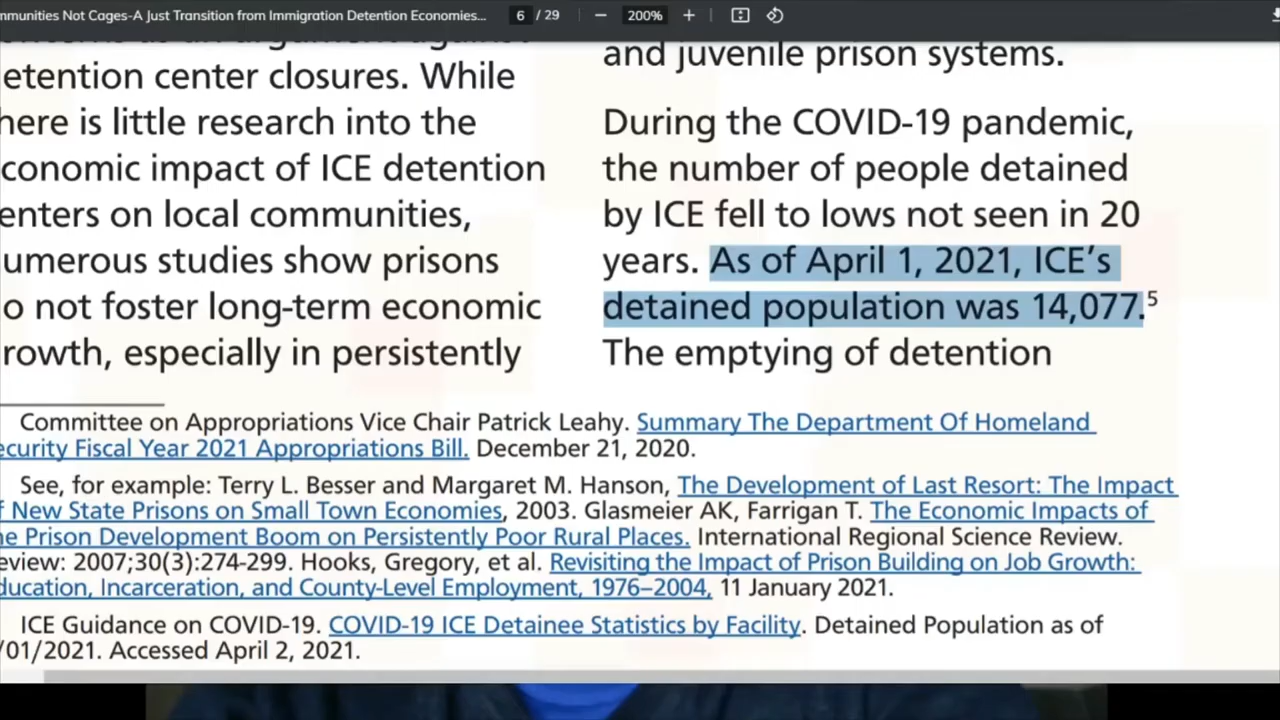 mmunities Not Cages-A Just Transition from Immigration Detention Economies...
6 / 29
200%
etention center closures. While
here is little research into the
conomic impact of ICE detention
enters on local communities,
umerous studies show prisons
o not foster long-term economic
rowth, especially in persistently
and juvenile prison systems.
During the COVID-19 pandemic,
the number of people detained
by ICE fell to lows not seen in 20
years. As of April 1, 2021, ICE’s
detained population was 14,077.5
The emptying of detention
Committee on Appropriations Vice Chair Patrick Leahy. Summary The Department Of Homeland
ecurity Fiscal Year 2021 Appropriations Bill. December 21, 2020.
See, for example: Terry L. Besser and Margaret M. Hanson, The Development of Last Resort: The Impact
f New State Prisons on Small Town Economies, 2003. Glasmeier AK, Farrigan T. The Economic Impacts of
he Prison Development Boom on Persistently Poor Rural Places. International Regional Science Review.
eview: 2007;30(3):274-299. Hooks, Gregory, et al. Revisiting the Impact of Prison Building on Job Growth:
ducation, Incarceration, and County-Level Employment, 1976–2004, 11 January 2021.
ICE Guidance on COVID-19. COVID-19 ICE Detainee Statistics by Facility. Detained Population as of
/01/2021. Accessed April 2, 2021.